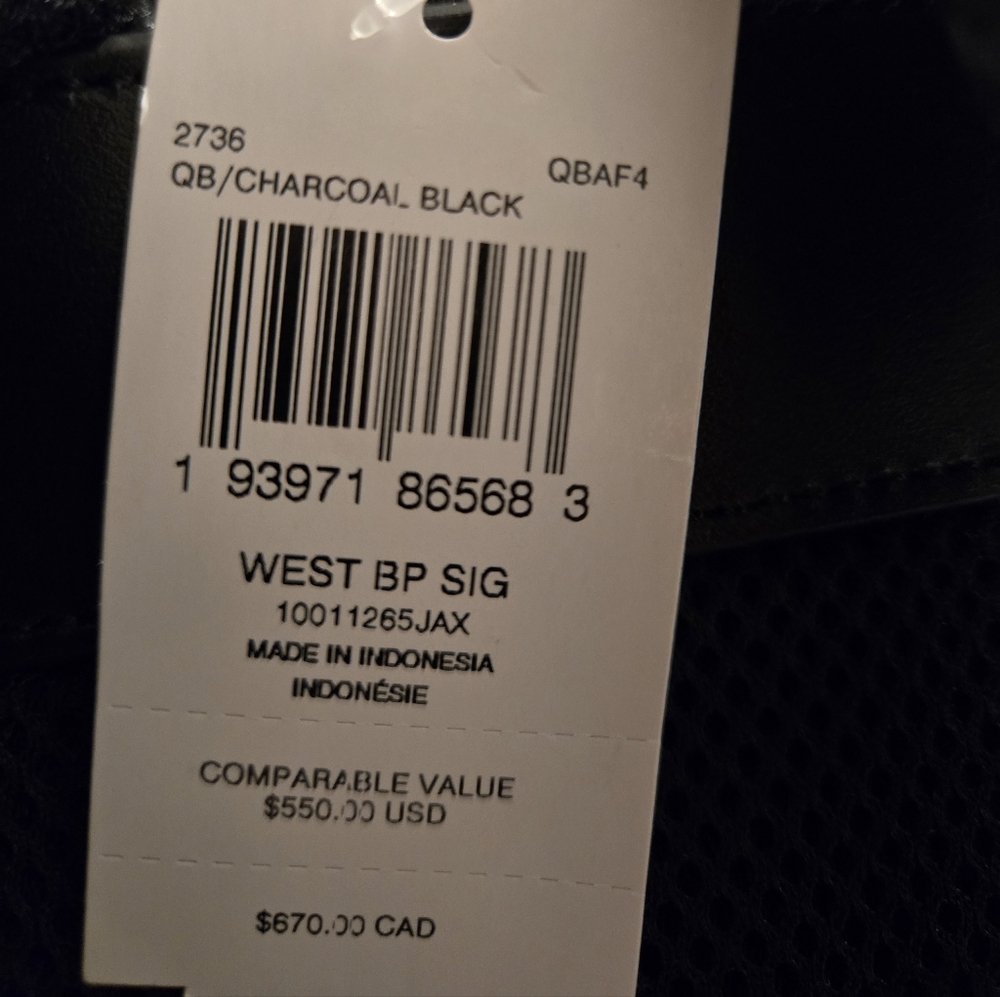 2736
QBAF4
QB/CHARCOAL BLACK
1 93971 86568 3
WEST BP SIG
10011265JAX
MADE IN INDONESIA
INDONÉSIE
COMPARABLE VALUE
$550.00 USD
$670.00 CAD